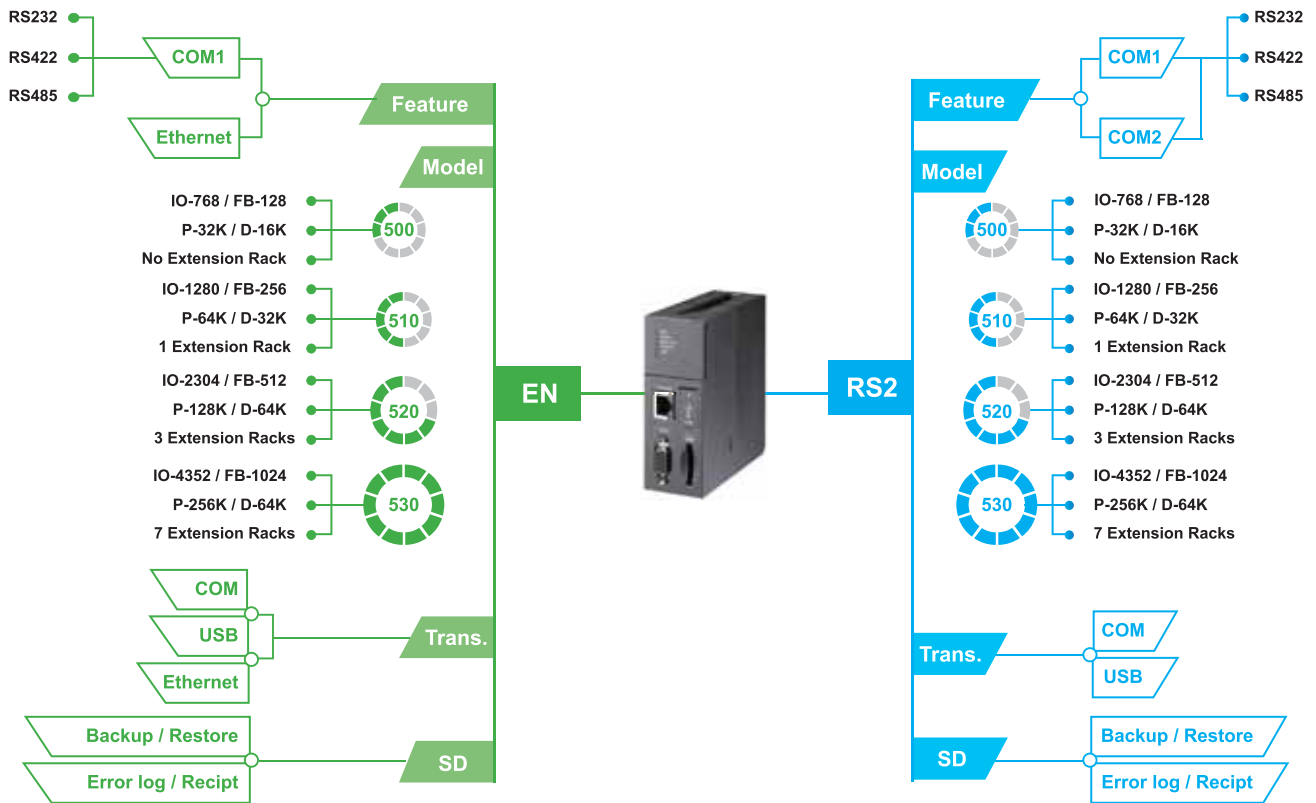 RS232
RS422
RS485
COM1
Ethernet
Feature
Model
IO-768 / FB-128
P-32K / D-16K
No Extension Rack
500
IO-1280 / FB-256
P-64K / D-32K
1 Extension Rack
510
IO-2304 / FB-512
P-128K / D-64K
3 Extension Racks
520
IO-4352 / FB-1024
P-256K / D-64K
7 Extension Racks
530
COM
USB
Ethernet
Trans.
Backup / Restore
Error log / Recipt
SD
EN
RS2
Feature
COM1
COM2
RS232
RS422
RS485
Model
500
IO-768 / FB-128
P-32K / D-16K
No Extension Rack
510
IO-1280 / FB-256
P-64K / D-32K
1 Extension Rack
520
IO-2304 / FB-512
P-128K / D-64K
3 Extension Racks
530
IO-4352 / FB-1024
P-256K / D-64K
7 Extension Racks
Trans.
COM
USB
SD
Backup / Restore
Error log / Recipt